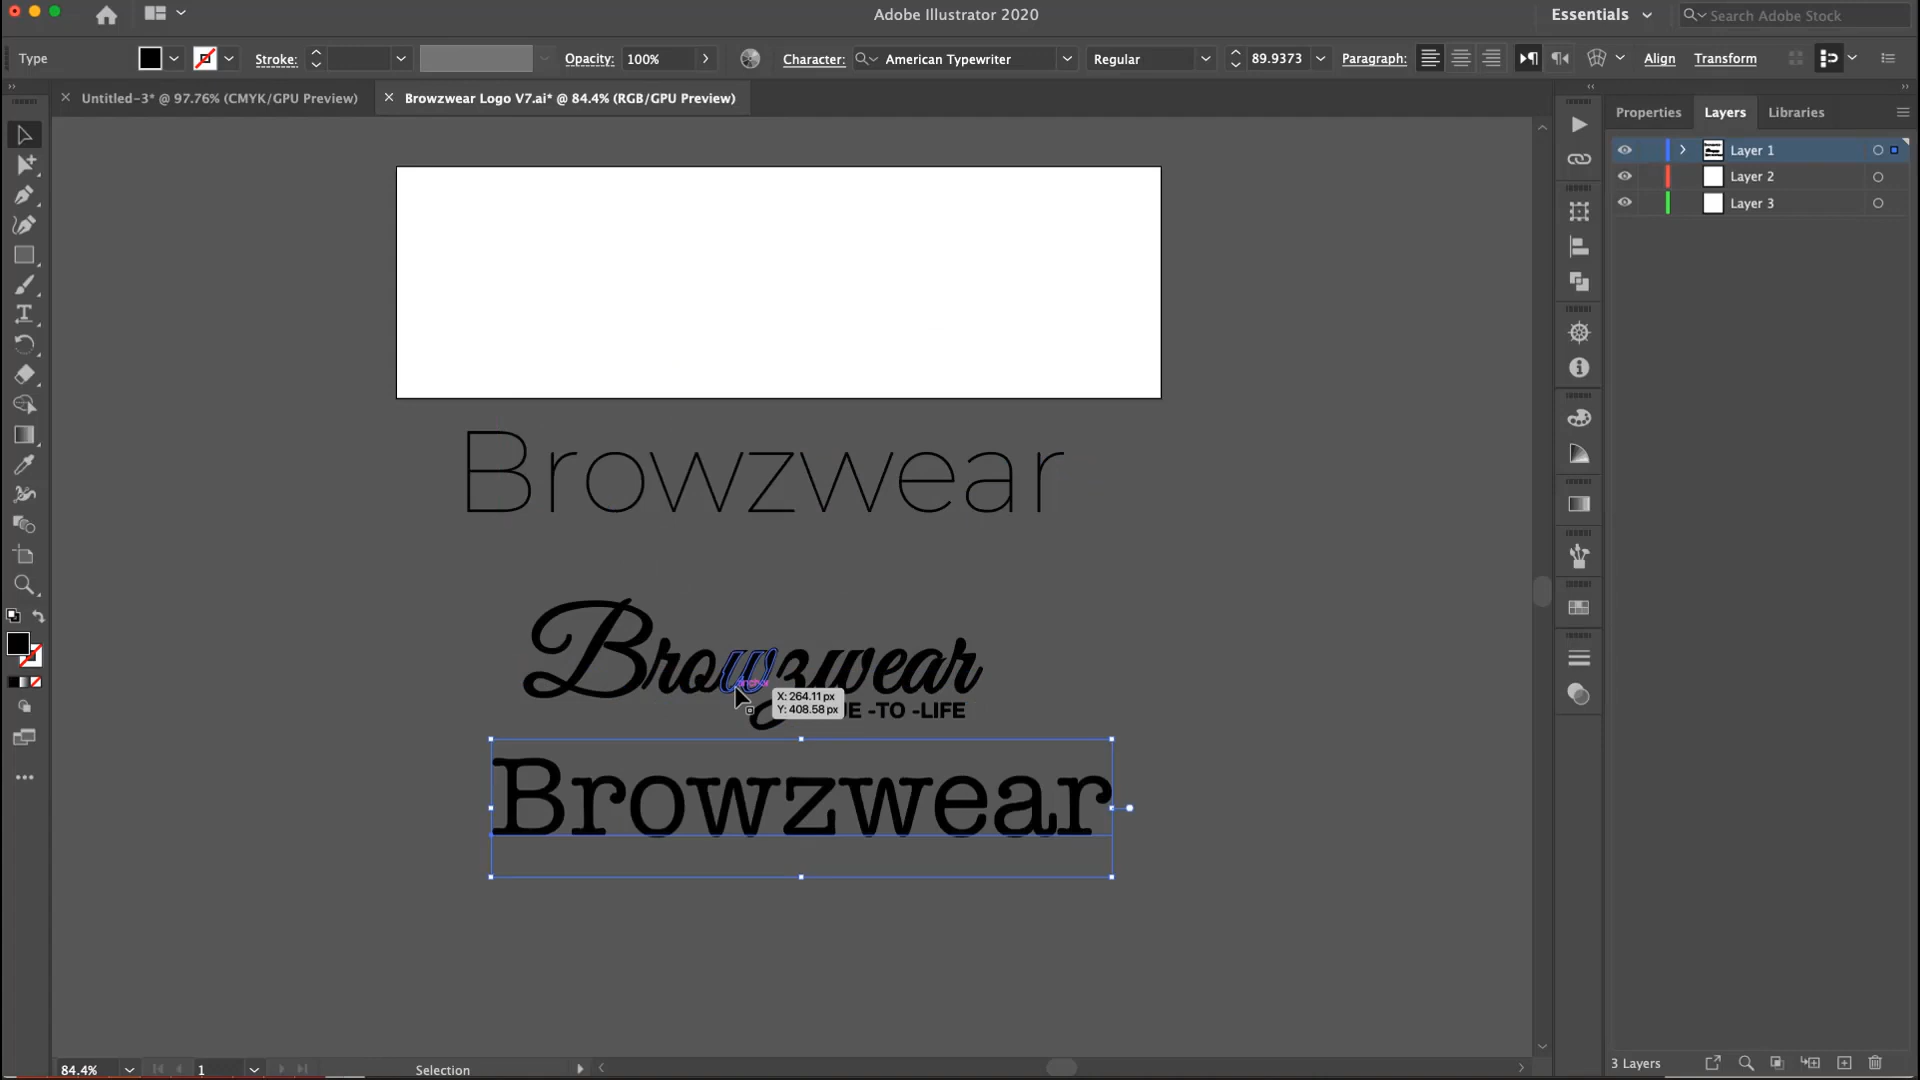 Adobe Illustrator 2020
Essentials
Search Adobe Stock
Type
Stroke:
Opacity: 100%
Character: American Typewriter
Regular
89.9373
Paragraph:
Align
Transform
Untitled-3* @ 97.76% (CMYK/GPU Preview)
Browzwear Logo V7.ai* @ 84.4% (RGB/GPU Preview)
Properties
Layers
Libraries
Layer 1
Layer 2
Layer 3
Browzwear
Browzwear
X: 264.11 px
Y: 408.58 px
-TO -LIFE
Browzwear
84.4%
1
Selection
3 Layers